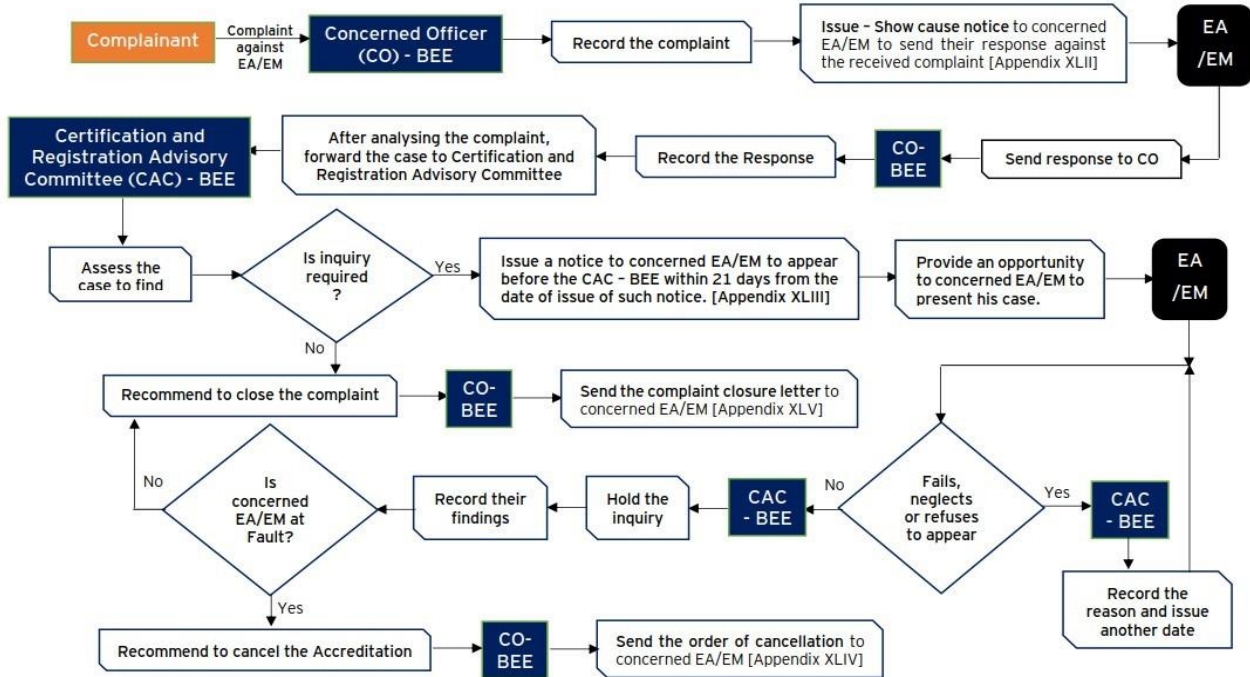 Complainant
Complaint
against
EA/EM
Concerned Officer
(CO) - BEE
Record the complaint
Issue – Show cause notice to concerned
EA/EM to send their response against
the received complaint [Appendix XLII]
EA
/EM
Certification and
Registration Advisory
Committee (CAC) - BEE
After analysing the complaint,
forward the case to Certification and
Registration Advisory Committee
Record the Response
CO-
BEE
Send response to CO
Assess the
case to find
Is inquiry
required
?
Yes
Issue a notice to concerned EA/EM to appear
before the CAC – BEE within 21 days from the
date of issue of such notice. [Appendix XLIII]
Provide an opportunity
to concerned EA/EM to
present his case.
EA
/EM
No
Recommend to close the complaint
CO-
BEE
Send the complaint closure letter to
concerned EA/EM [Appendix XLV]
No
Is
concerned
EA/EM at
Fault?
Record their
findings
Hold the
inquiry
CAC
- BEE
No
Fails,
neglects
or refuses
to appear
Yes
CAC
- BEE
Record the
reason and issue
another date
Yes
Recommend to cancel the Accreditation
CO-
BEE
Send the order of cancellation to
concerned EA/EM [Appendix XLIV]